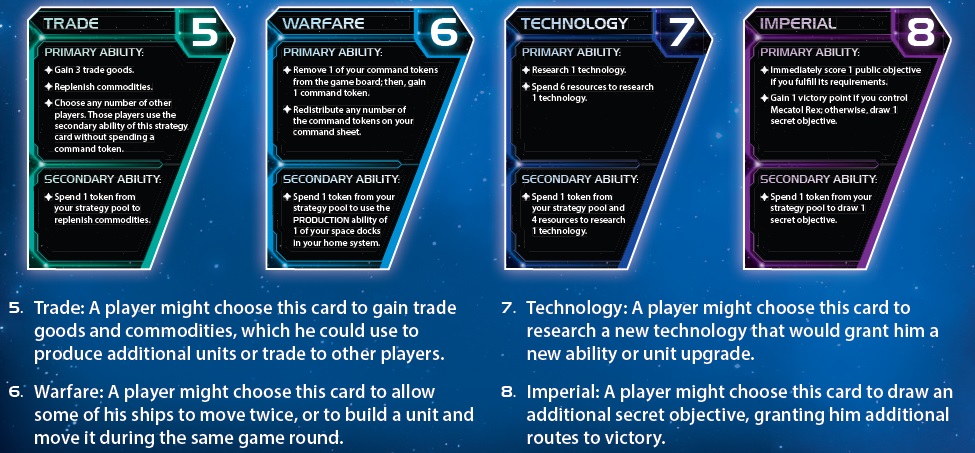 TRADE
5
PRIMARY ABILITY:
Gain 3 trade goods.
Replenish commodities.
Choose any number of other
players. Those players use the
secondary ability of this strategy
card without spending a
command token.
SECONDARY ABILITY:
Spend 1 token from
your strategy pool to
replenish commodities.
WARFARE
6
PRIMARY ABILITY:
Remove 1 of your command tokens
from the game board; then, gain
1 command token.
Redistribute any number of
the command tokens on your
command sheet.
SECONDARY ABILITY:
Spend 1 token from your
strategy pool to use the
PRODUCTION ability of
1 of your space docks
in your home system.
TECHNOLOGY
7
PRIMARY ABILITY:
Research 1 technology.
Spend 6 resources to research
1 technology.
SECONDARY ABILITY:
Spend 1 token from
your strategy pool and
4 resources to research
1 technology.
IMPERIAL
8
PRIMARY ABILITY:
Immediately score 1 public objective
if you fulfill its requirements.
Gain 1 victory point if you control
Mecatol Rex; otherwise, draw 1
secret objective.
SECONDARY ABILITY:
Spend 1 token from your
strategy pool to draw 1
secret objective.
5. Trade: A player might choose this card to gain trade
goods and commodities, which he could use to
produce additional units or trade to other players.
6. Warfare: A player might choose this card to allow
some of his ships to move twice, or to build a unit and
move it during the same game round.
7. Technology: A player might choose this card to
research a new technology that would grant him a
new ability or unit upgrade.
8. Imperial: A player might choose this card to draw an
additional secret objective, granting him additional
routes to victory.